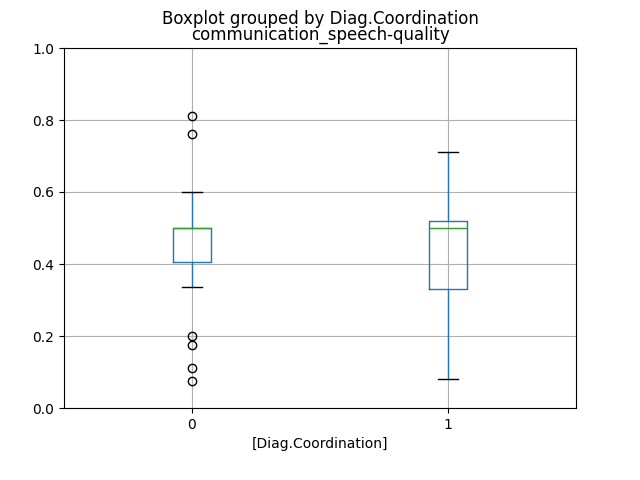 Boxplot grouped by Diag.Coordination
communication_speech-quality
1.0
0.8
0.6
0.4
0.2
0.0
0 1
[Diag.Coordination]